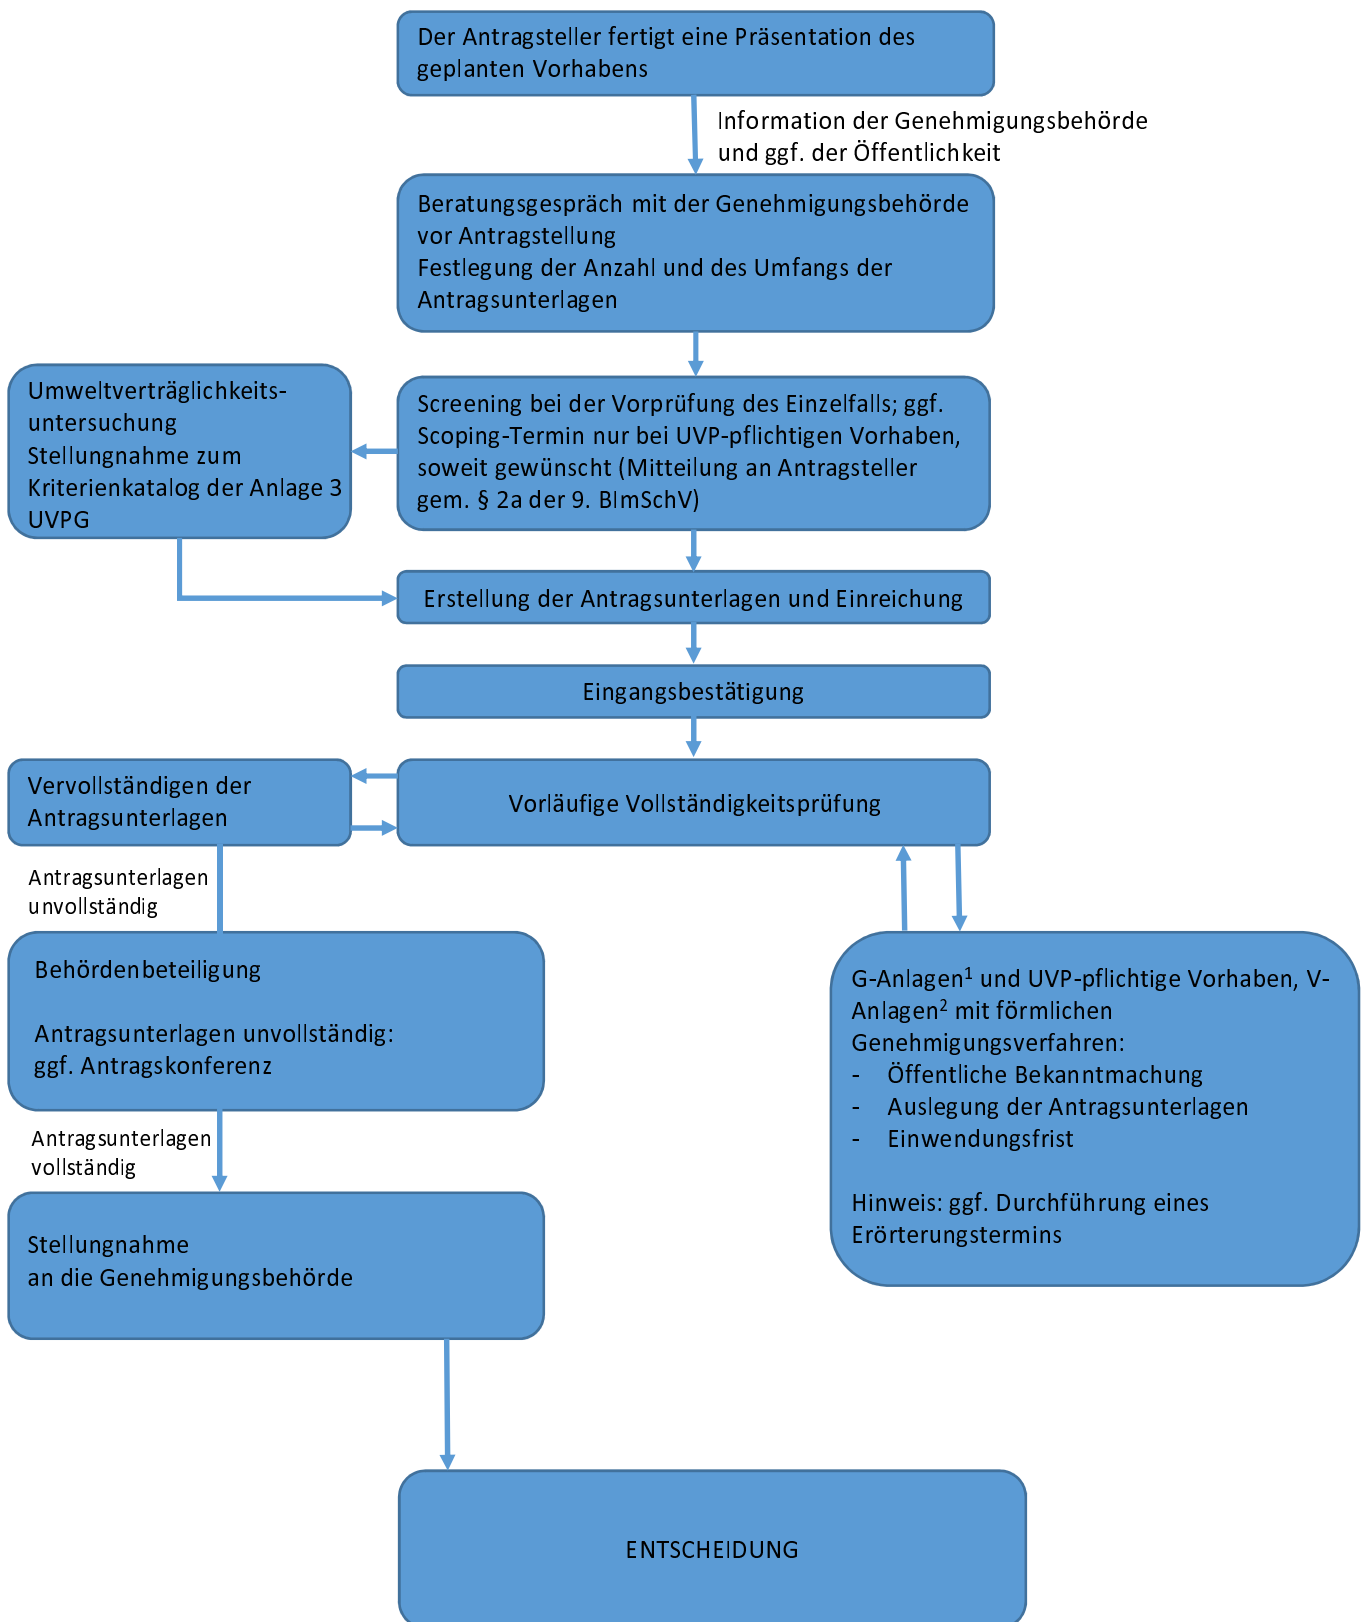 Der Antragsteller fertigt eine Präsentation des
geplanten Vorhabens
Information der Genehmigungsbehörde
und ggf. der Öffentlichkeit
Beratungsgespräch mit der Genehmigungsbehörde
vor Antragstellung
Festlegung der Anzahl und des Umfangs der
Antragsunterlagen
Screening bei der Vorprüfung des Einzelfalls; ggf.
Scoping-Termin nur bei UVP-pflichtigen Vorhaben,
soweit gewünscht (Mitteilung an Antragsteller
gem. § 2a der 9. BImSchV)
Umweltverträglichkeits-
untersuchung
Stellungnahme zum
Kriterienkatalog der Anlage 3
UVPG
Erstellung der Antragsunterlagen und Einreichung
Eingangsbestätigung
Vorläufige Vollständigkeitsprüfung
Vervollständigen der
Antragsunterlagen
Antragsunterlagen
unvollständig
Behördenbeteiligung
Antragsunterlagen unvollständig:
ggf. Antragskonferenz
Antragsunterlagen
vollständig
Stellungnahme
an die Genehmigungsbehörde
G-Anlagen¹ und UVP-pflichtige Vorhaben, V-
Anlagen² mit förmlichen
Genehmigungsverfahren:
- Öffentliche Bekanntmachung
- Auslegung der Antragsunterlagen
- Einwendungsfrist
Hinweis: ggf. Durchführung eines
Erörterungstermins
ENTSCHEIDUNG